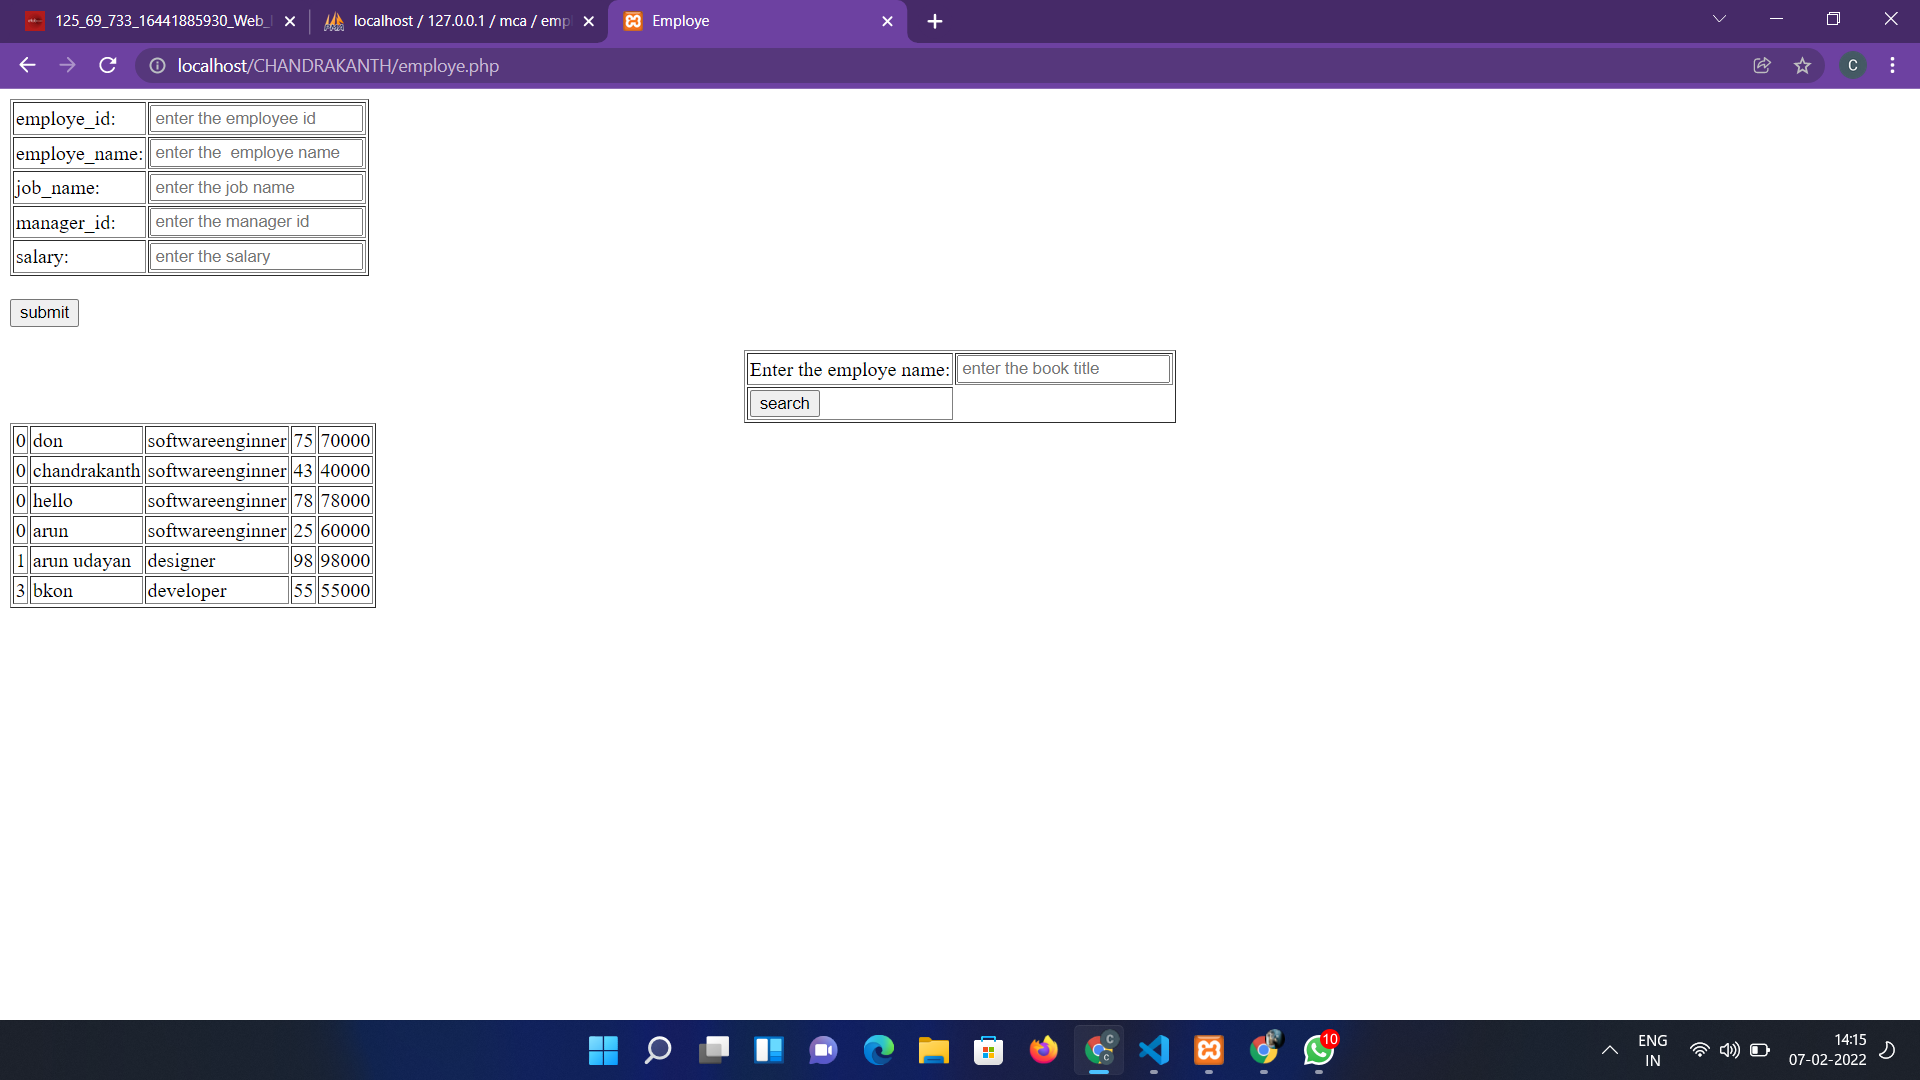 125_69_733_16441885930_Web_
localhost / 127.0.0.1 / mca / emp
Employe
localhost/CHANDRAKANTH/employe.php
C
employe_id: enter the employee id
employe_name: enter the  employe name
job_name: enter the job name
manager_id: enter the manager id
salary: enter the salary
submit
Enter the employe name: enter the book title
search
0 don softwareenginner 75 70000
0 chandrakanth softwareenginner 43 40000
0 hello softwareenginner 78 78000
0 arun softwareenginner 25 60000
1 arun udayan designer 98 98000
3 bkon developer 55 55000
10
ENG
IN
14:15
07-02-2022